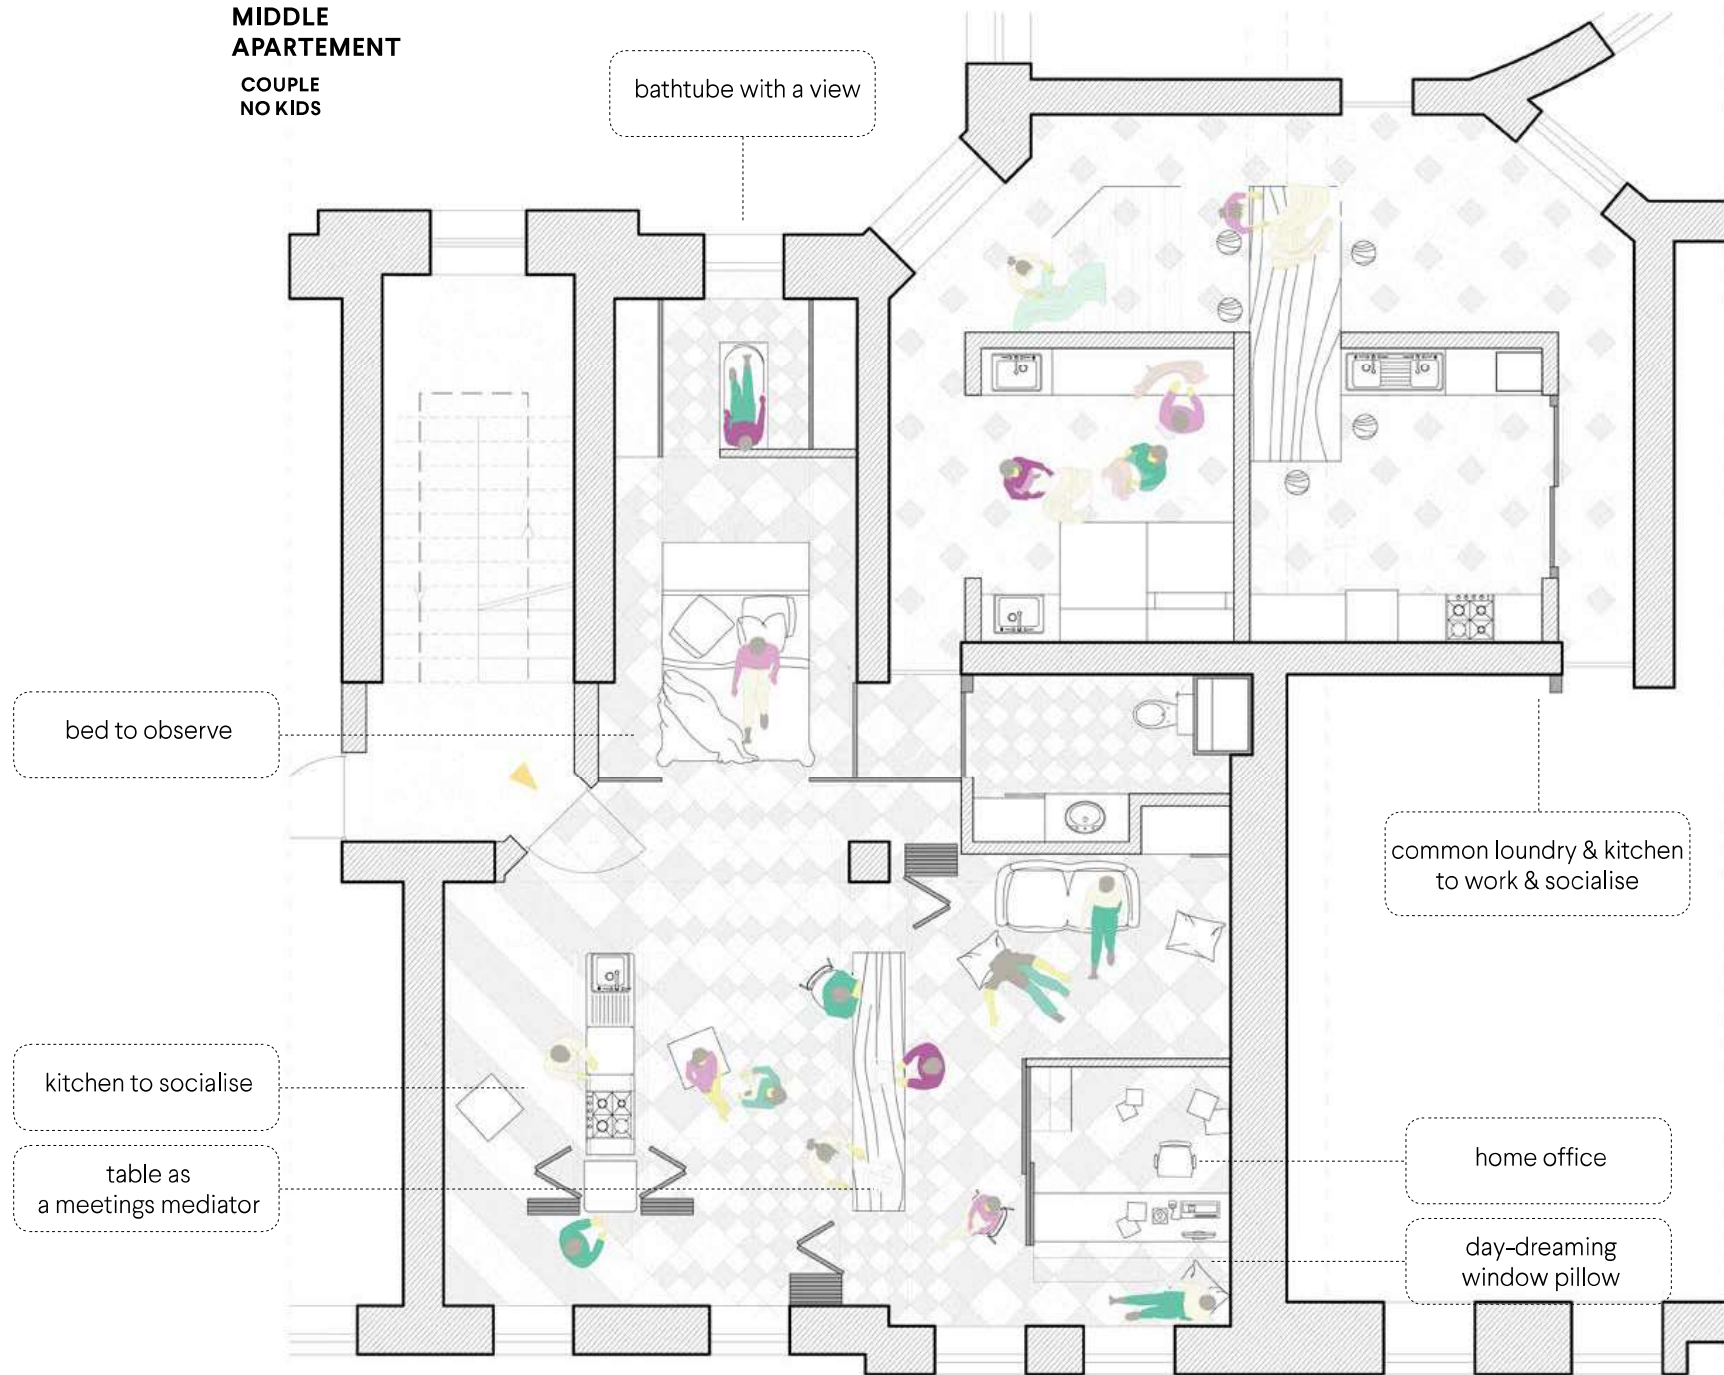 MIDDLE
APARTEMENT
COUPLE
NO KIDS
bathtube with a view
bed to observe
common loundry & kitchen
to work & socialise
kitchen to socialise
table as
a meetings mediator
home office
day-dreaming
window pillow